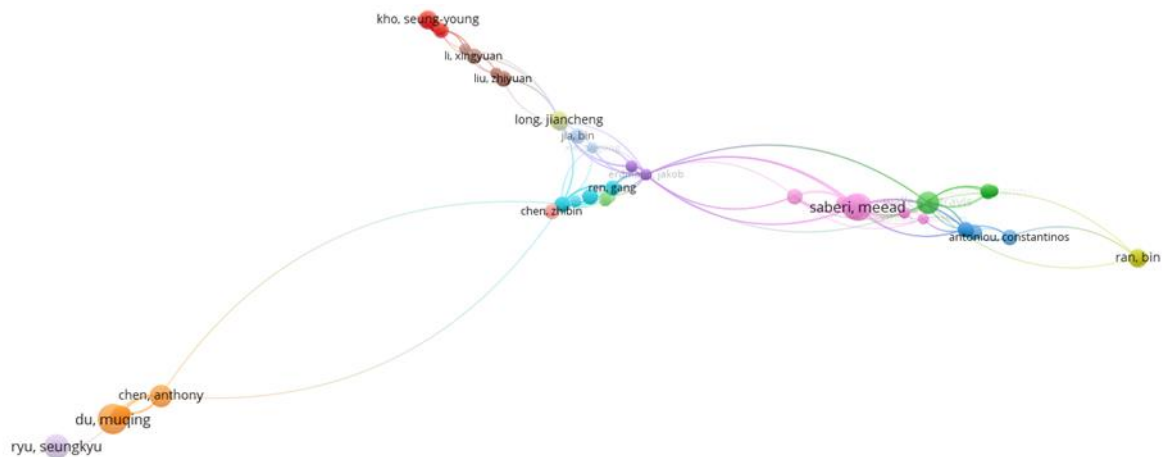 kho, seung-young
li, xingyuan
liu, zhiyuan
long, jiancheng
jia, bin
jakob
ren, gang
chen, zhibin
saberi, meead
antoniou, constantinos
ran, bin
chen, anthony
du, muqing
ryu, seungkyu